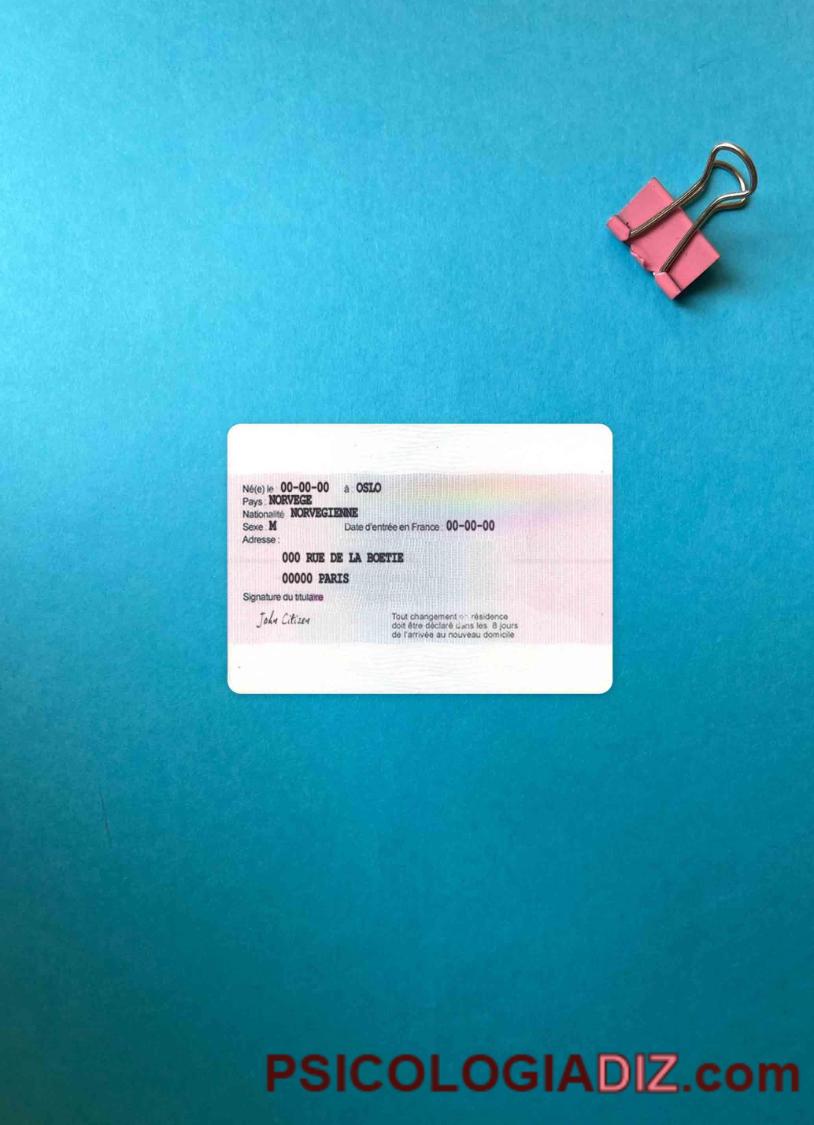 Né(e) le : 00-00-00 à : OSLO
Pays : NORVEGE
Nationalité NORVEGIENNE
Sexe : M Date d'entrée en France : 00-00-00
Adresse :
000 RUE DE LA BOETIE
00000 PARIS
Signature du titulaire
John Citizen
Tout changement en résidence
doit être déclaré dans les 8 jours
de l'arrivée au nouveau domicile
PSICOLOGIADIZ.com